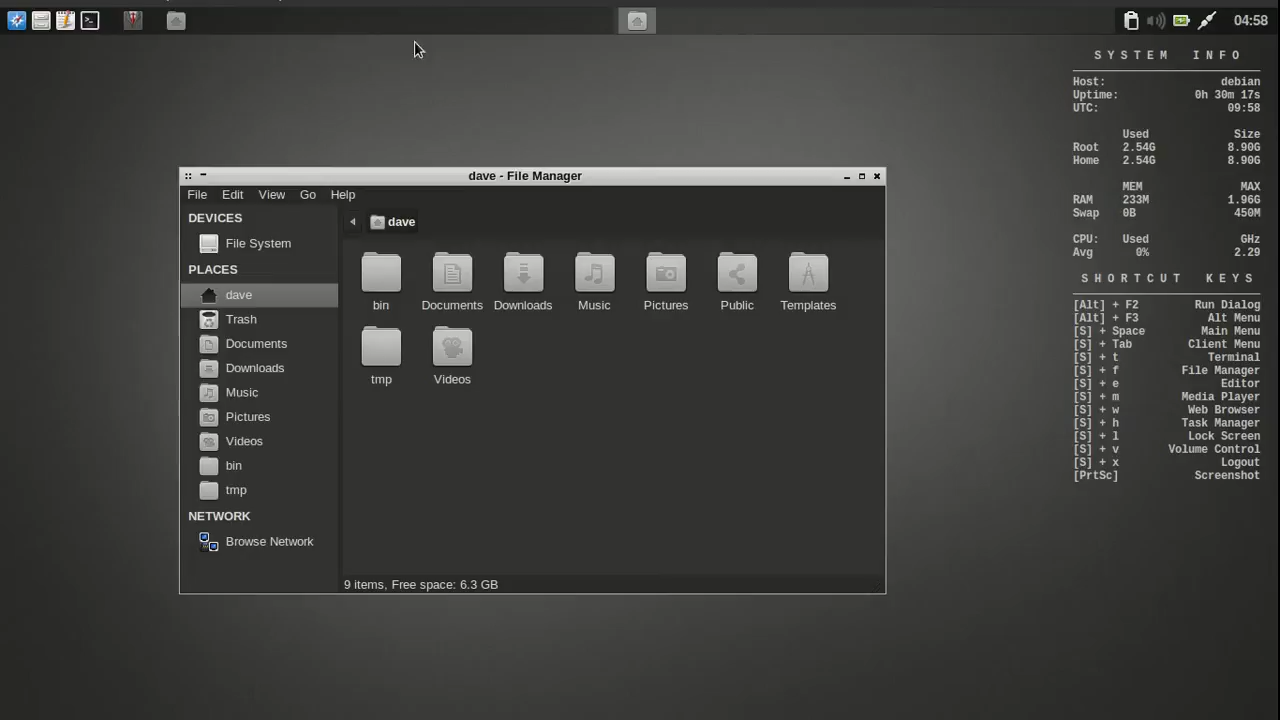 04:58
SYSTEM INFO
Host: debian
Uptime: 0h 30m 17s
UTC: 09:58
Used Size
Root 2.54G 8.90G
Home 2.54G 8.90G
MEM MAX
RAM 233M 1.96G
Swap 0B 450M
CPU: Used GHz
Avg 0% 2.29
SHORTCUT KEYS
[Alt] + F2 Run Dialog
[Alt] + F3 Alt Menu
[S] + Space Main Menu
[S] + Tab Client Menu
[S] + t Terminal
[S] + f File Manager
[S] + e Editor
[S] + m Media Player
[S] + w Web Browser
[S] + h Task Manager
[S] + l Lock Screen
[S] + v Volume Control
[S] + x Logout
[PrtSc] Screenshot
dave - File Manager
File Edit View Go Help
DEVICES
File System
PLACES
dave
Trash
Documents
Downloads
Music
Pictures
Videos
bin
tmp
NETWORK
Browse Network
dave
bin Documents Downloads Music Pictures Public Templates
tmp Videos
9 items, Free space: 6.3 GB